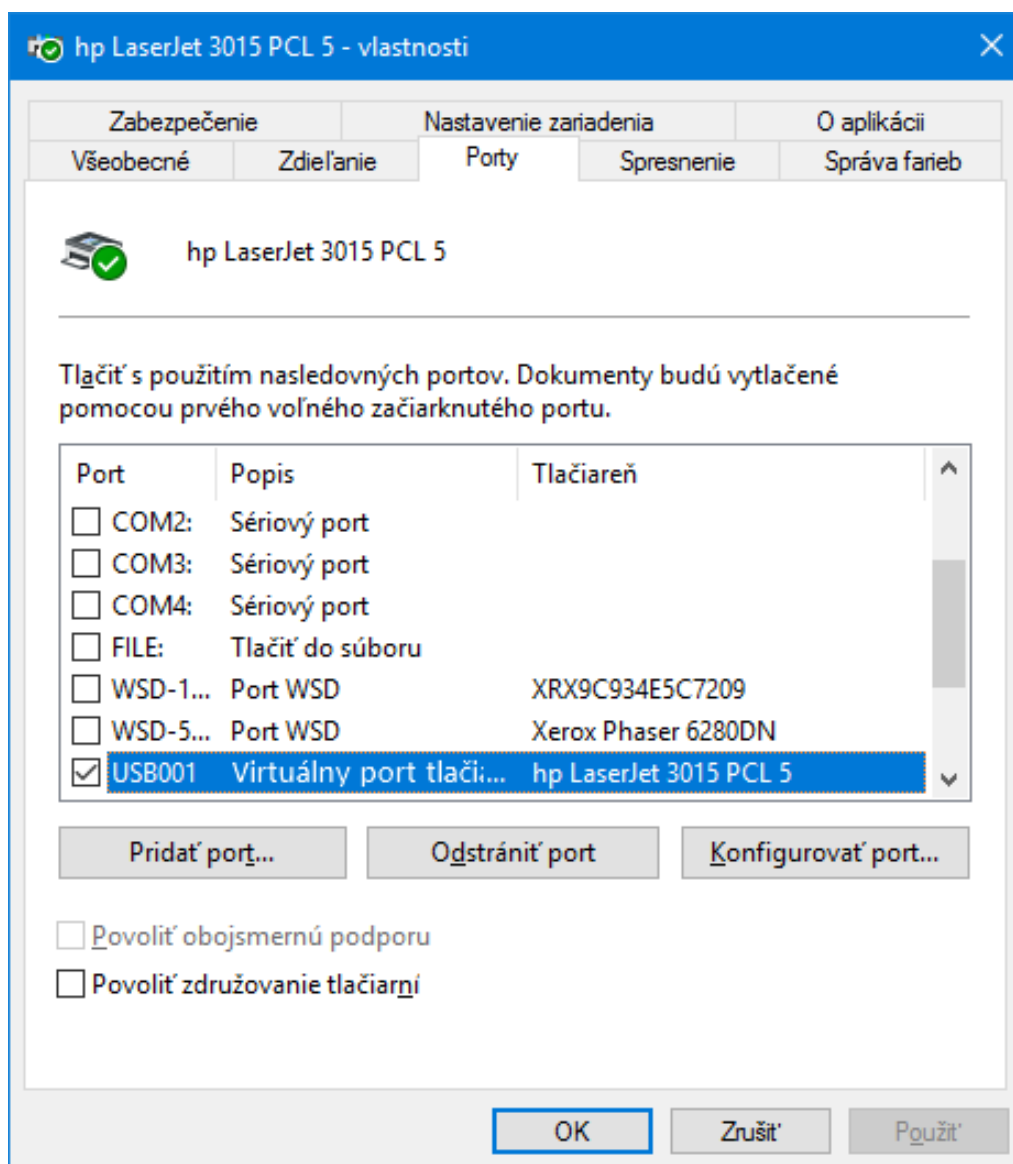 hp LaserJet 3015 PCL 5 - vlastnosti
Zabezpečenie Nastavenie zariadenia O aplikácii
Všeobecné Zdieľanie Porty Spresnenie Správa farieb
hp LaserJet 3015 PCL 5
Tlačiť s použitím nasledovných portov. Dokumenty budú vytlačené
pomocou prvého voľného začiarknutého portu.
Port Popis Tlačiareň
COM2: Sériový port
COM3: Sériový port
COM4: Sériový port
FILE: Tlačiť do súboru
WSD-1... Port WSD XRX9C934E5C7209
WSD-5... Port WSD Xerox Phaser 6280DN
USB001 Virtuálny port tlači... hp LaserJet 3015 PCL 5
Pridať port... Odstrániť port Konfigurovať port...
Povoliť obojsmernú podporu
Povoliť združovanie tlačiarní
OK Zrušiť Použiť